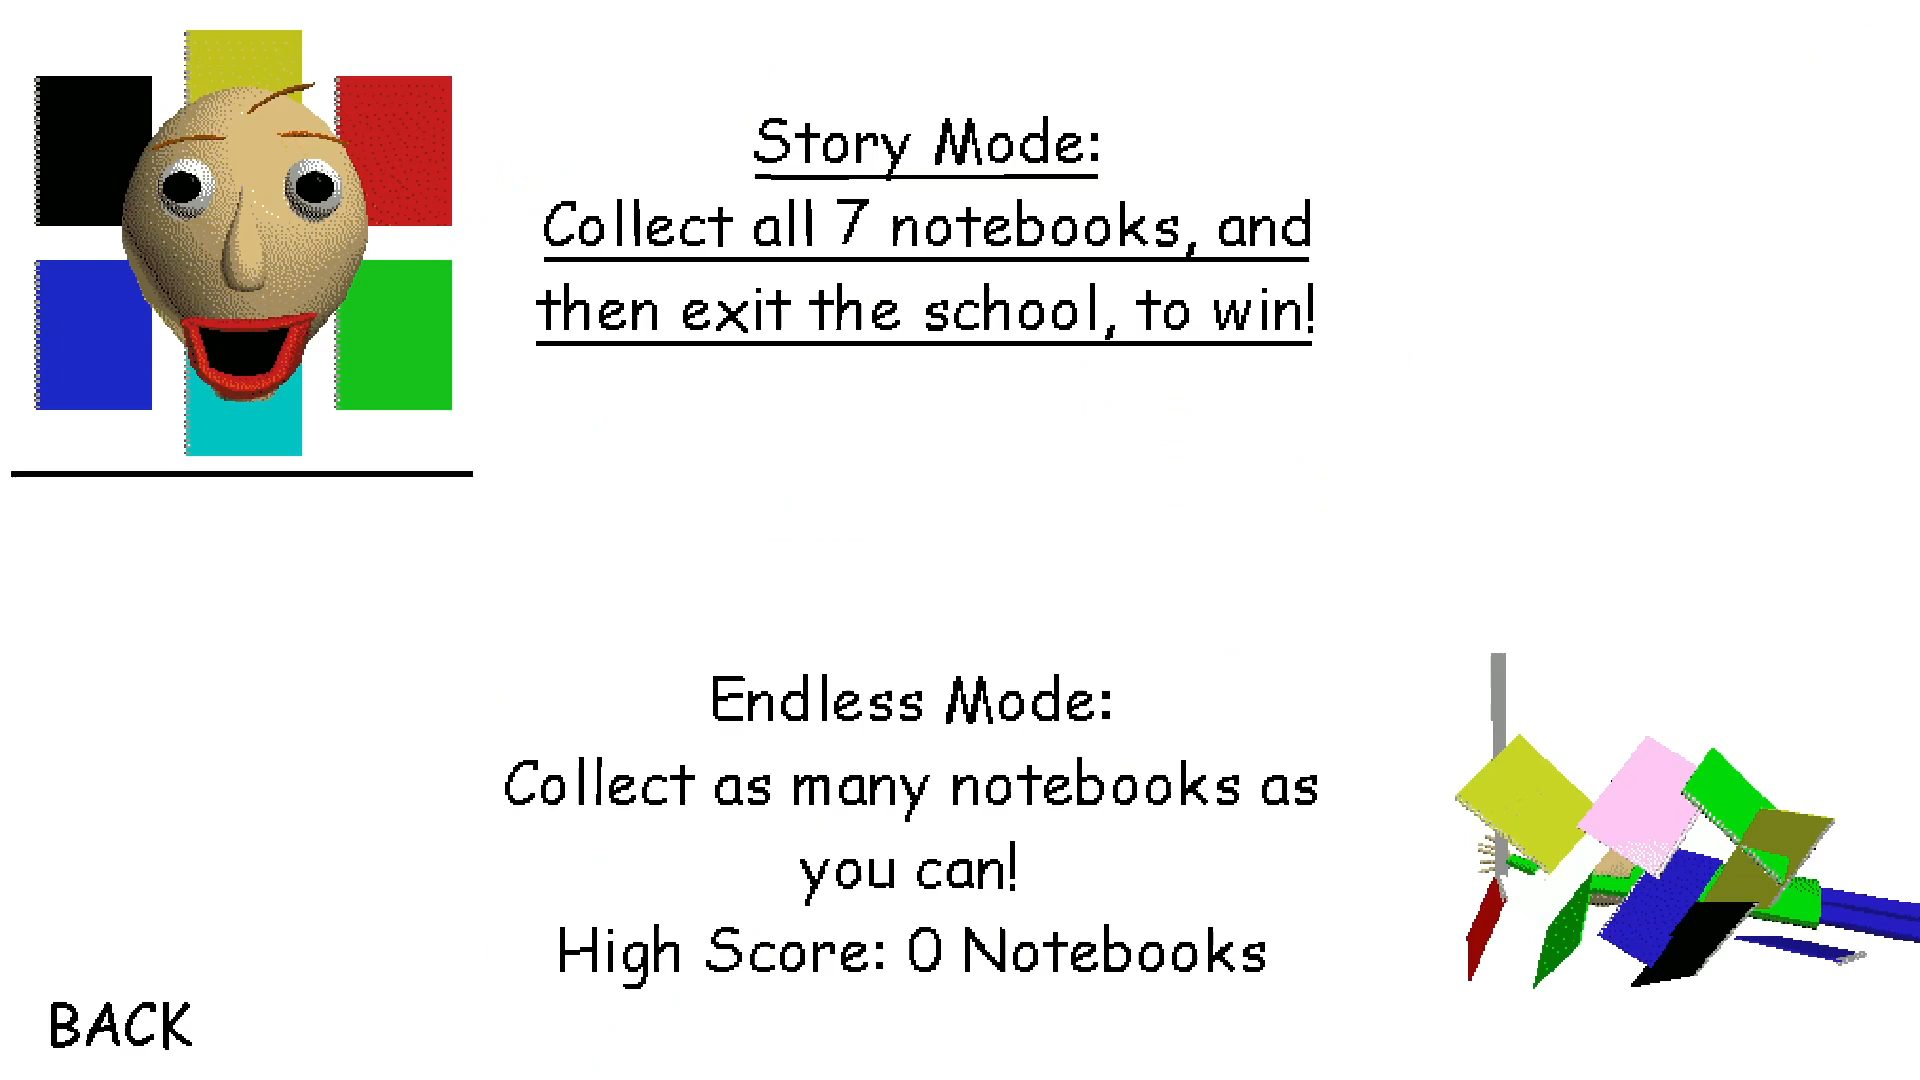 Story Mode:
Collect all 7 notebooks, and
then exit the school, to win!
Endless Mode:
Collect as many notebooks as
you can!
High Score: 0 Notebooks
BACK